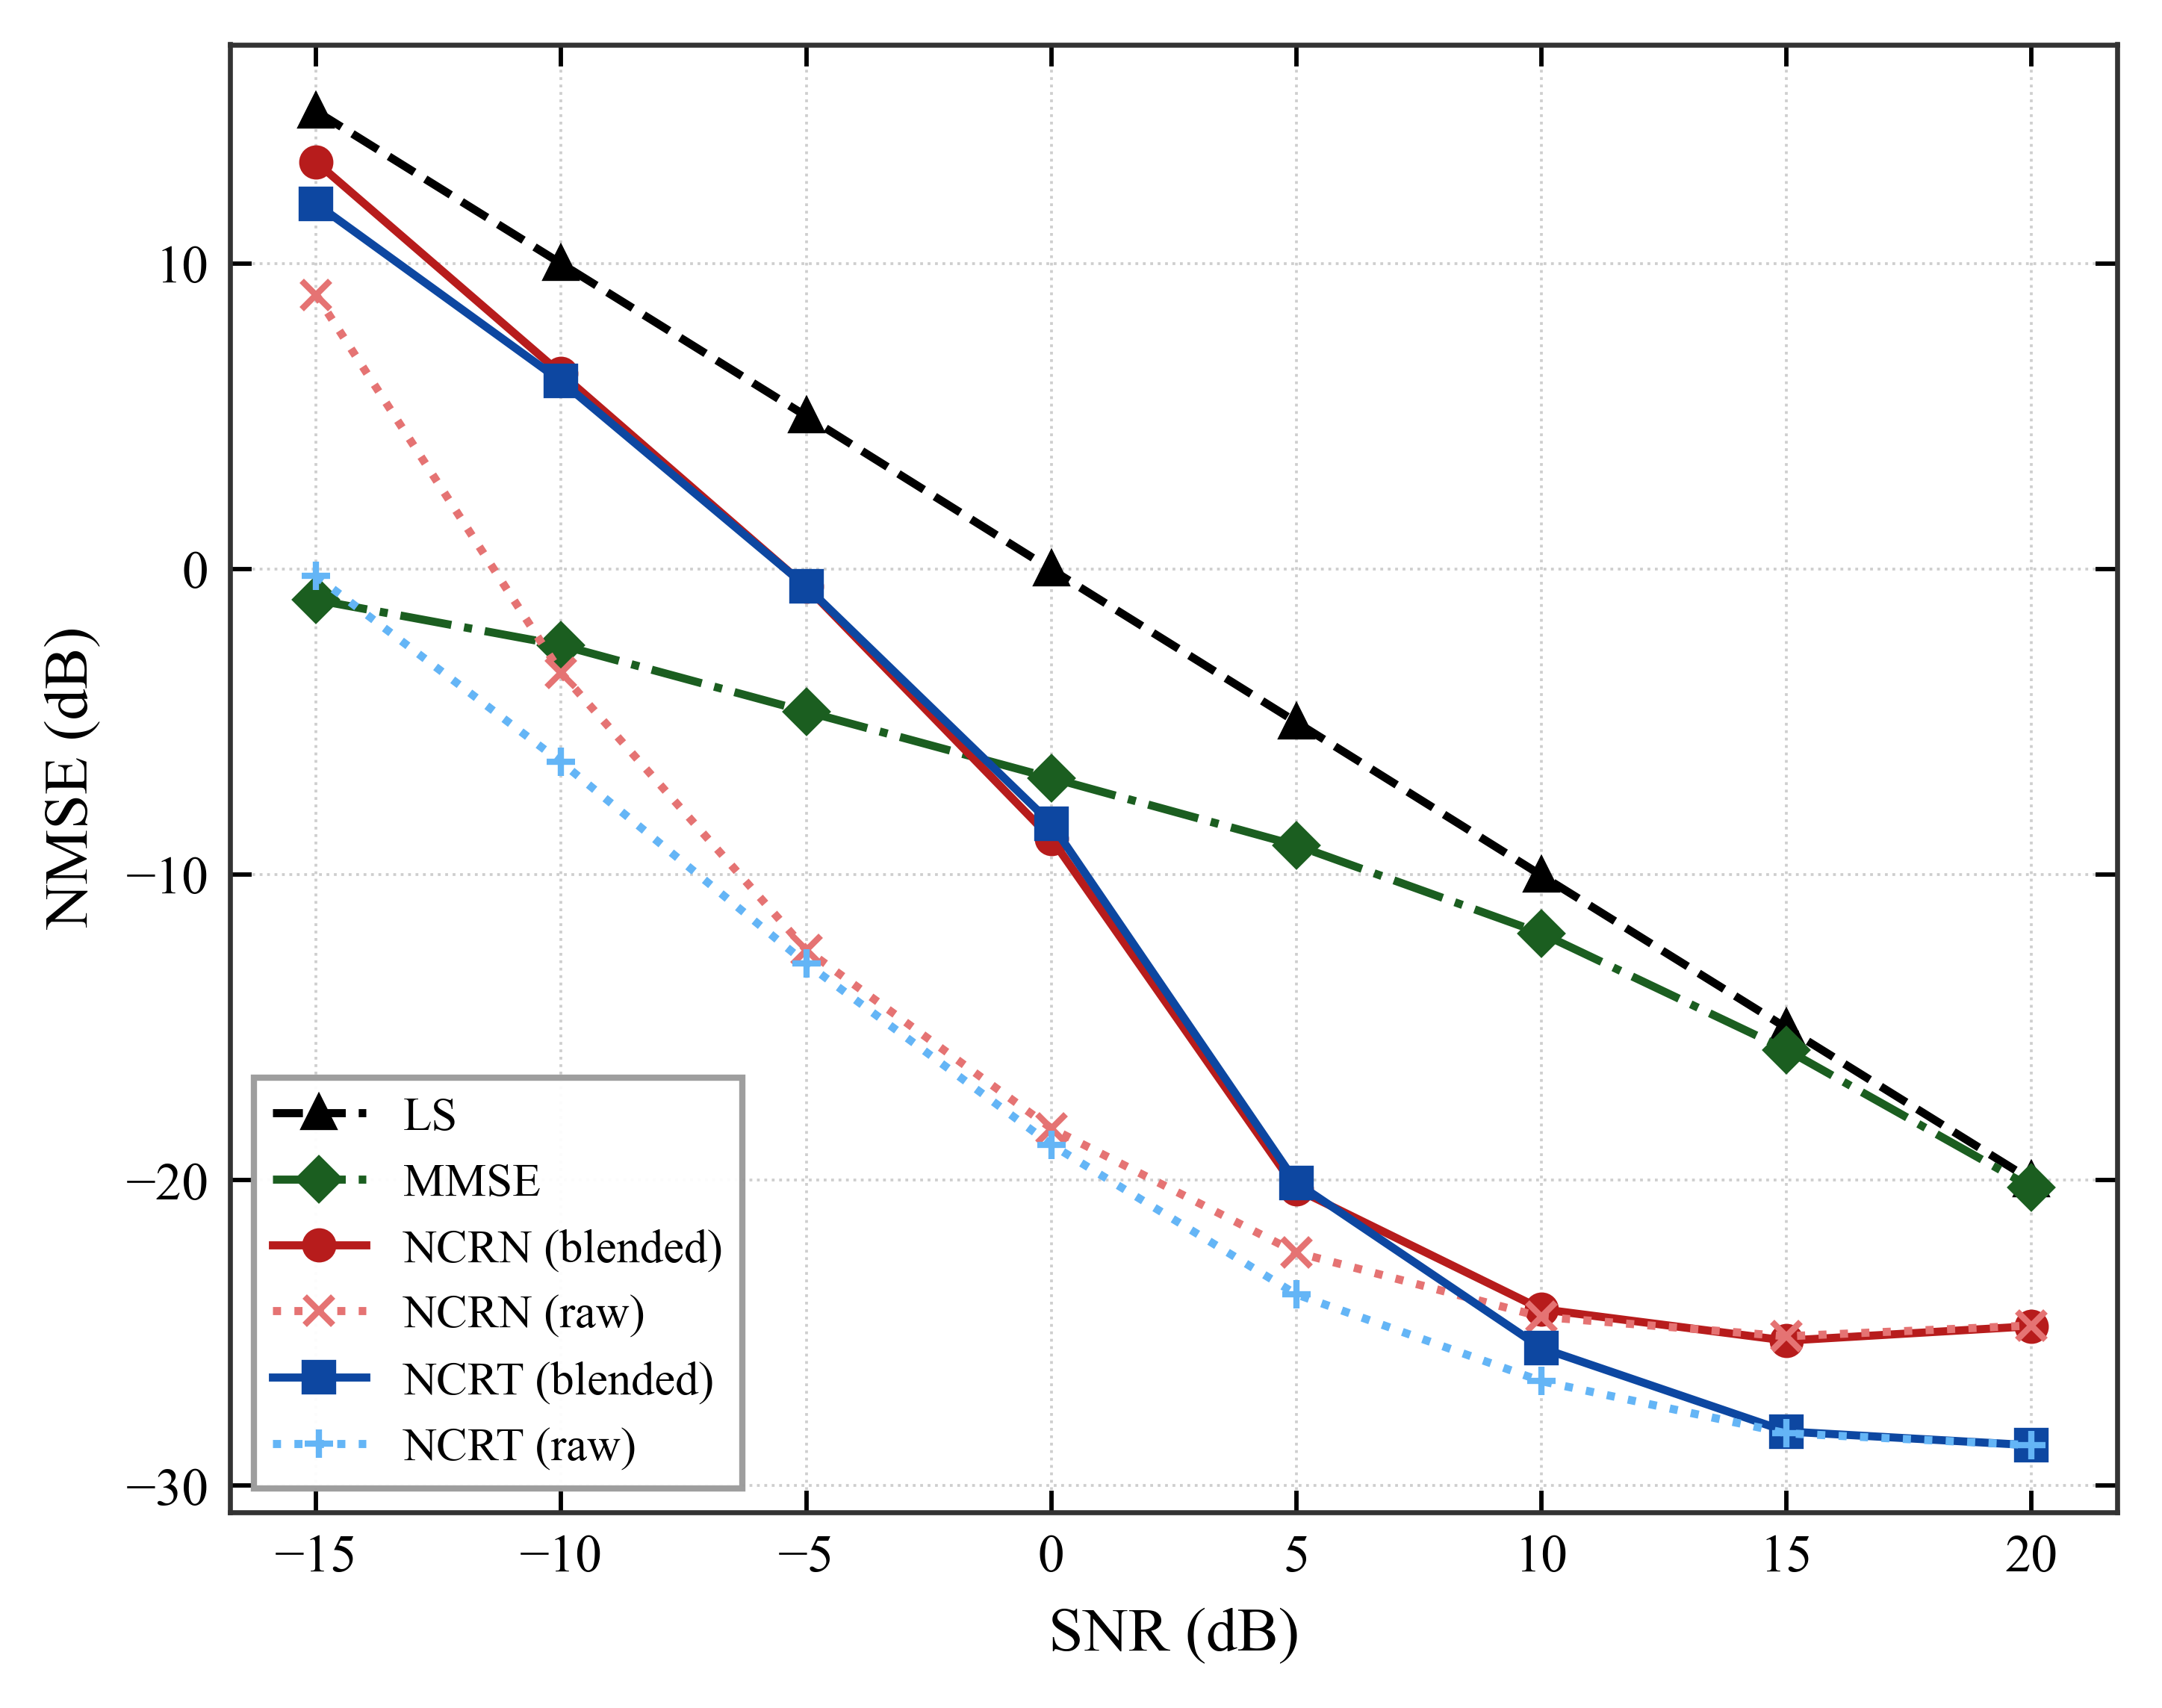 10
0
−10
−20
−30
NMSE (dB)
LS
MMSE
NCRN (blended)
NCRN (raw)
NCRT (blended)
NCRT (raw)
−15 −10 −5 0 5 10 15 20
SNR (dB)